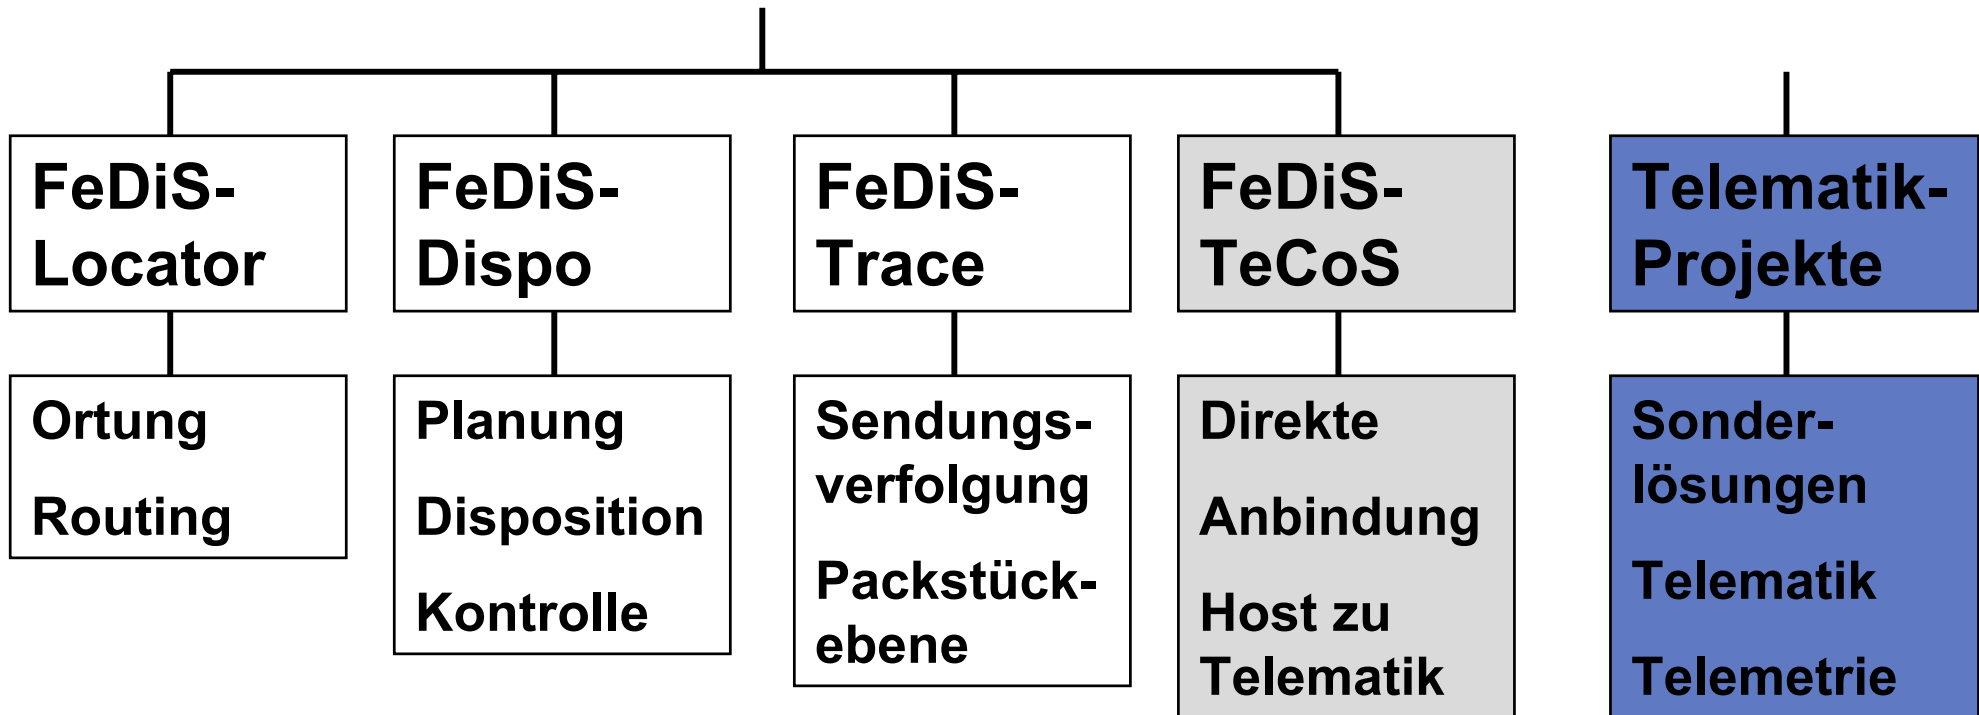 FeDiS-
Locator
FeDiS-
Dispo
FeDiS-
Trace
FeDiS-
TeCoS
Telematik-
Projekte
Ortung
Routing
Planung
Disposition
Kontrolle
Sendungs-
verfolgung
Packstück-
ebene
Direkte
Anbindung
Host zu
Telematik
Sonder-
lösungen
Telematik
Telemetrie